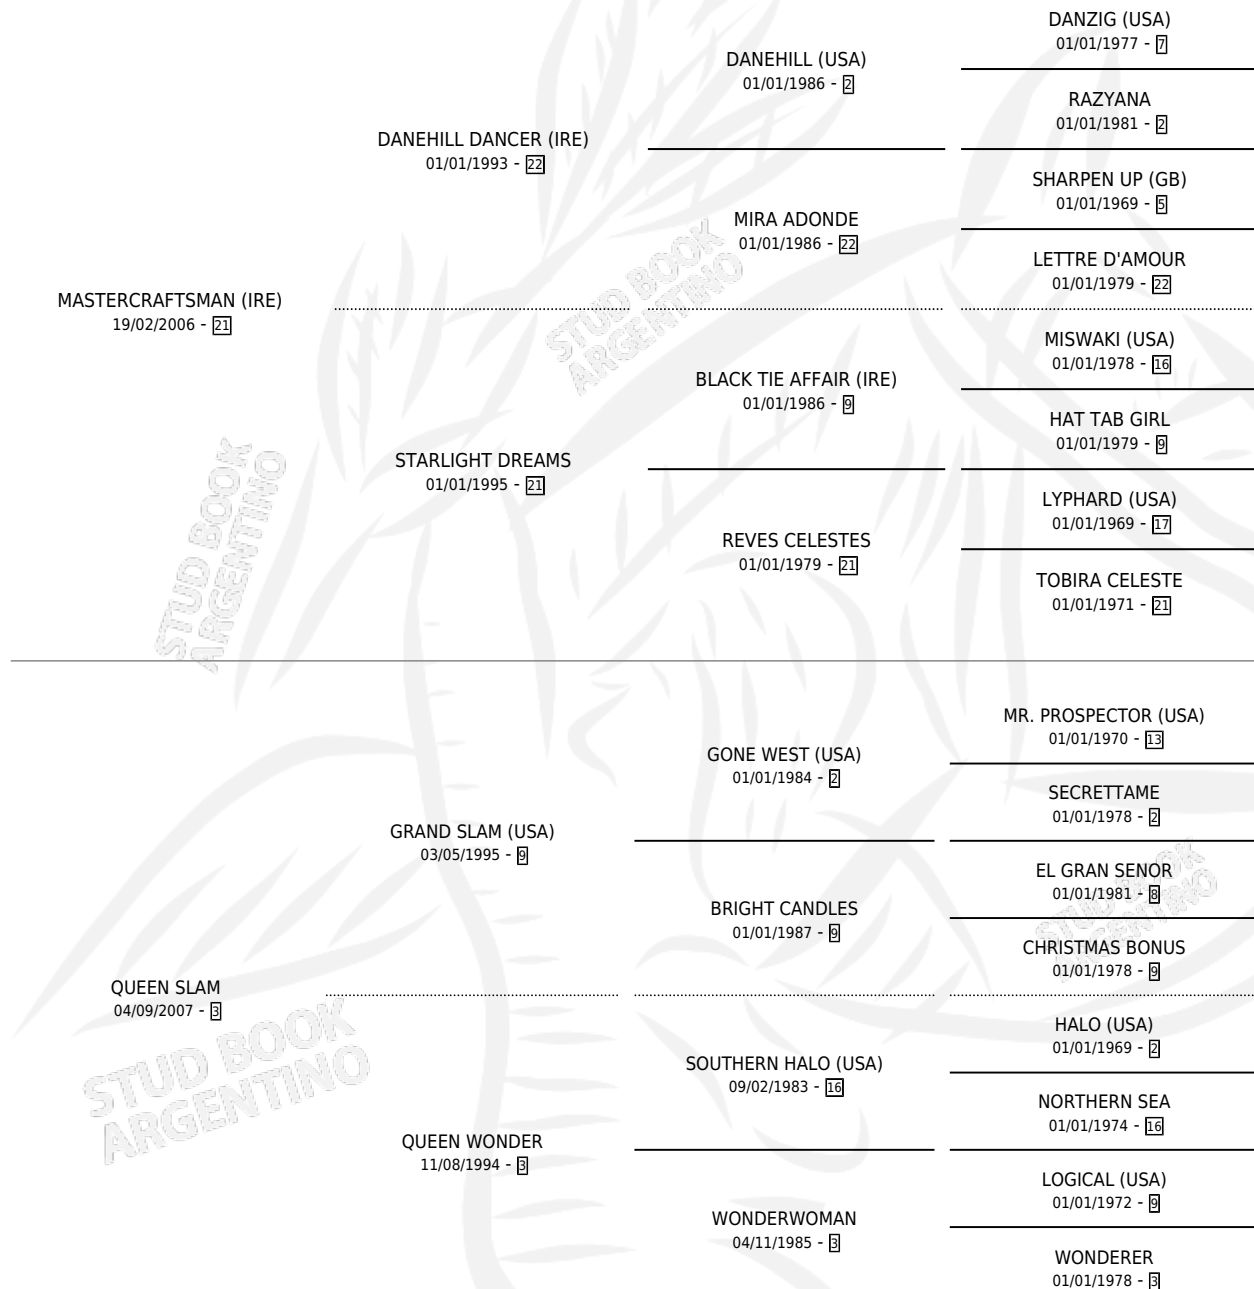 DANZIG (USA)
01/01/1977 - 7
DANEHILL (USA)
01/01/1986 - 2
RAZYANA
01/01/1981 - 2
DANEHILL DANCER (IRE)
01/01/1993 - 22
SHARPEN UP (GB)
01/01/1969 - 5
MIRA ADONDE
01/01/1986 - 22
LETTRE D'AMOUR
01/01/1979 - 22
MASTERCRAFTSMAN (IRE)
19/02/2006 - 21
MISWAKI (USA)
01/01/1978 - 16
BLACK TIE AFFAIR (IRE)
01/01/1986 - 9
HAT TAB GIRL
01/01/1979 - 9
STARLIGHT DREAMS
01/01/1995 - 21
LYPHARD (USA)
01/01/1969 - 17
REVES CELESTES
01/01/1979 - 21
TOBIRA CELESTE
01/01/1971 - 21
MR. PROSPECTOR (USA)
01/01/1970 - 13
GONE WEST (USA)
01/01/1984 - 2
SECRETTAME
01/01/1978 - 2
GRAND SLAM (USA)
03/05/1995 - 9
EL GRAN SENOR
01/01/1981 - 8
BRIGHT CANDLES
01/01/1987 - 9
CHRISTMAS BONUS
01/01/1978 - 9
QUEEN SLAM
04/09/2007 - 3
HALO (USA)
01/01/1969 - 2
SOUTHERN HALO (USA)
09/02/1983 - 16
NORTHERN SEA
01/01/1974 - 16
QUEEN WONDER
11/08/1994 - 3
LOGICAL (USA)
01/01/1972 - 9
WONDERWOMAN
04/11/1985 - 3
WONDERER
01/01/1978 - 3
STUD BOOK
ARGENTINO
STUD BOOK
ARGENTINO
STUD BOOK
ARGENTINO
STUD BOOK
ARGENTINO